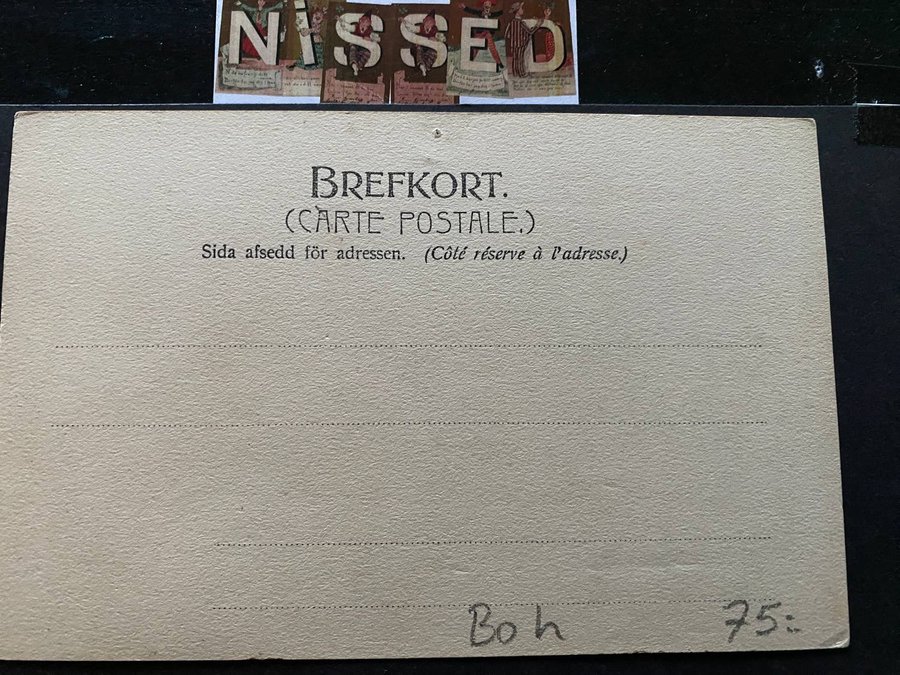 NiSSED
BREFKORT.
(CARTE POSTALE.)
Sida afsedd för adressen. (Côté réserve à l'adresse.)
Boh 75:-